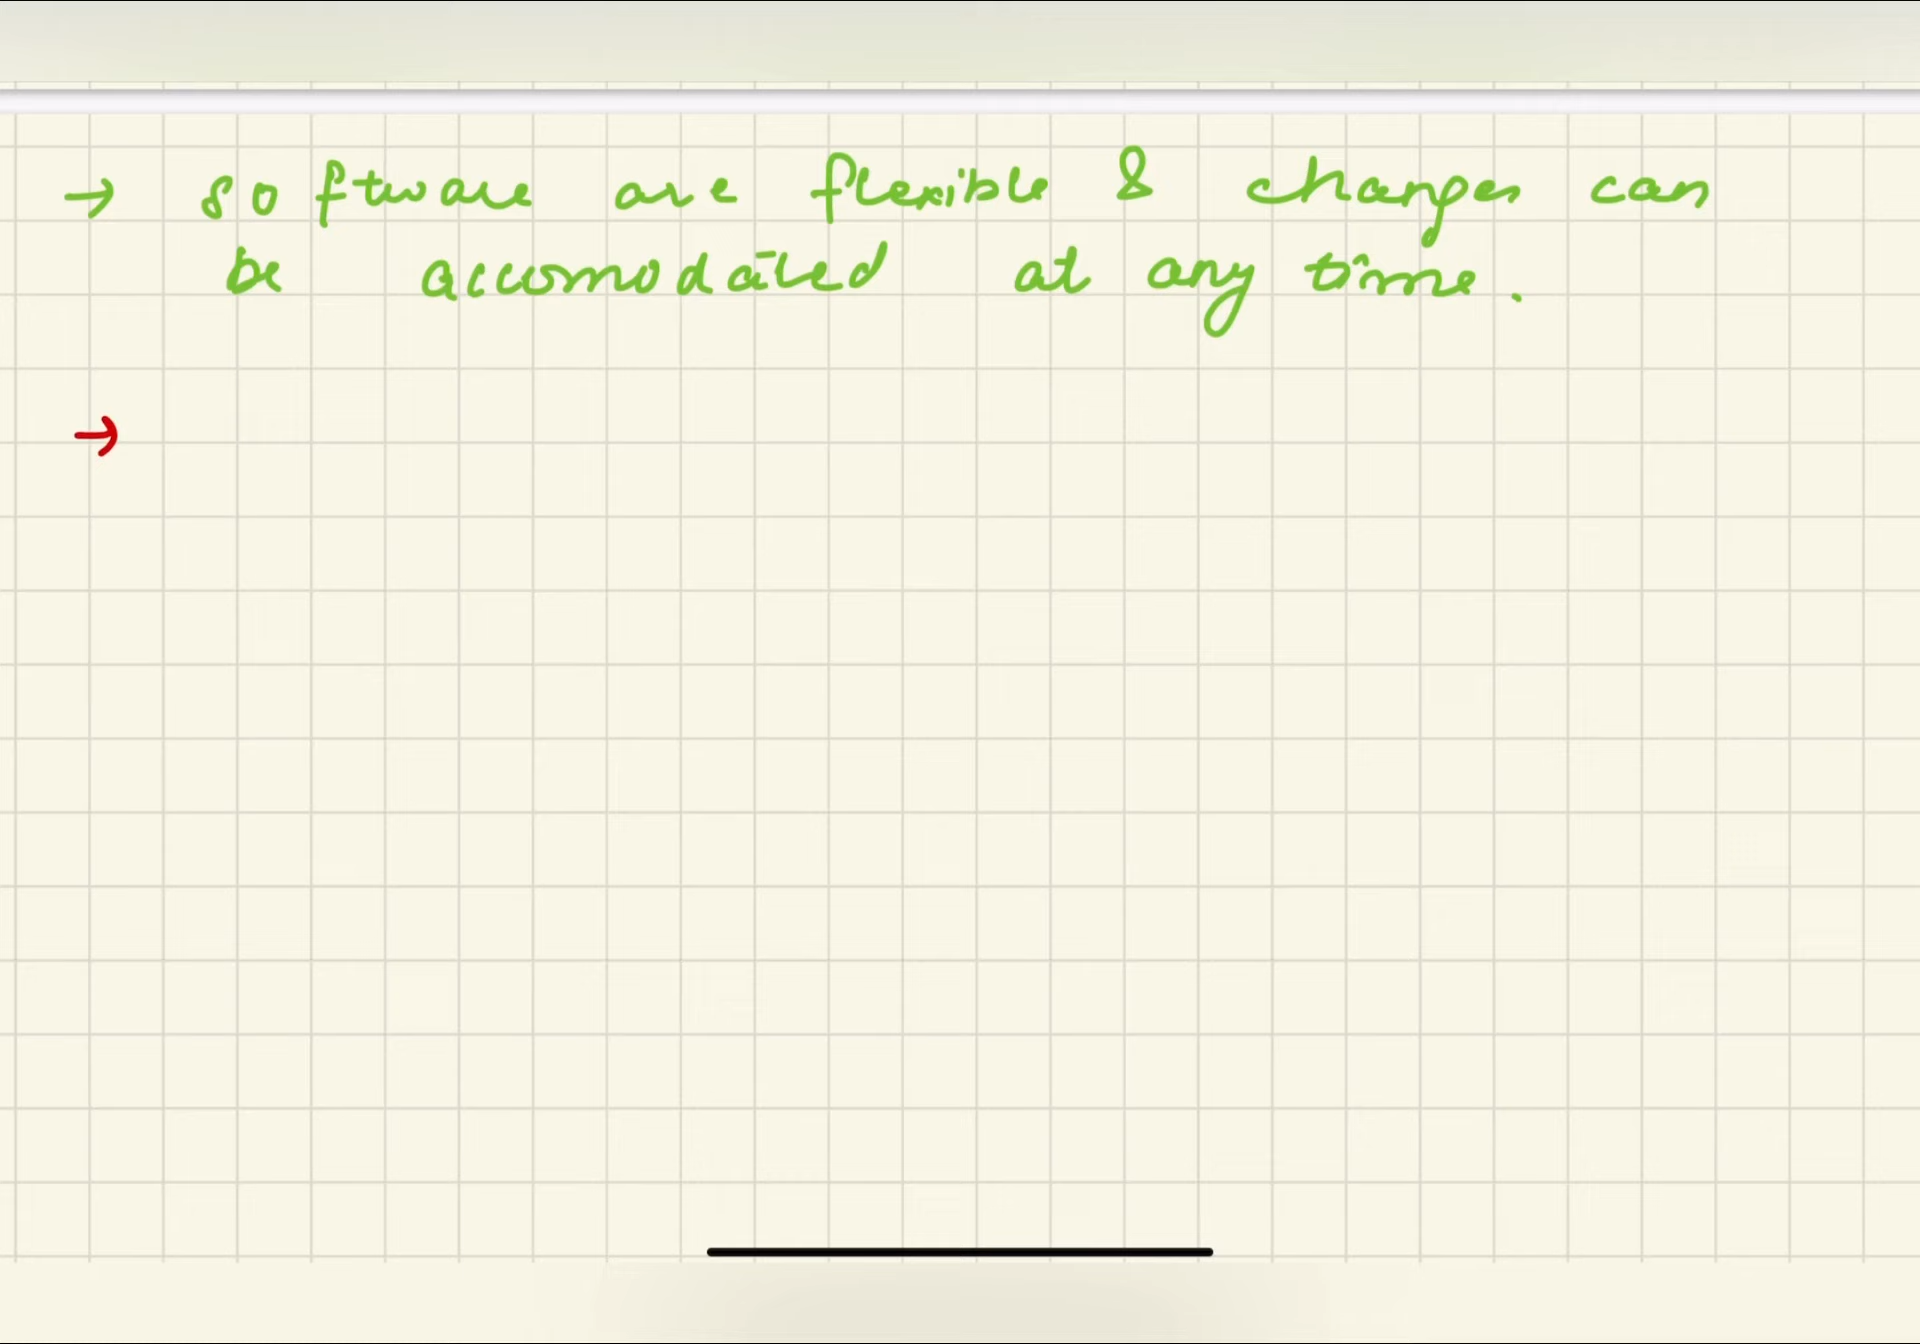 → software are flexible & changes can
be accomodated at any time.
→